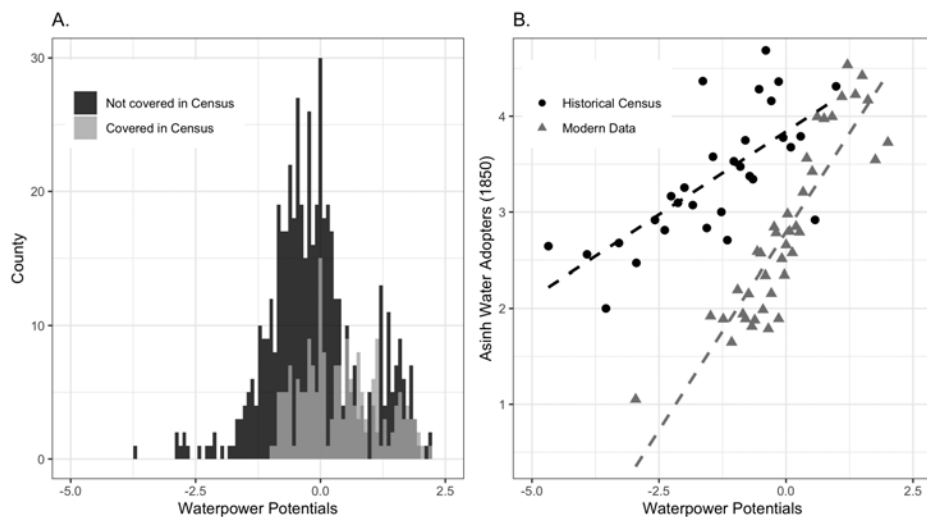 A.
30
20
10
0
County
Not covered in Census
Covered in Census
-5.0
-2.5
0.0
2.5
Waterpower Potentials
B.
4
3
2
1
Asinh Water Adopters (1850)
Historical Census
Modern Data
-5.0
-2.5
0.0
2.5
Waterpower Potentials